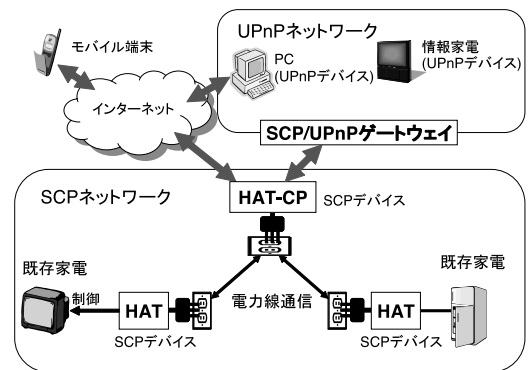 モバイル端末
UPnPネットワーク
PC
(UPnPデバイス)
情報家電
(UPnPデバイス)
インターネット
SCP/UPnPゲートウェイ
SCPネットワーク
HAT-CP
SCPデバイス
既存家電
既存家電
制御
HAT
電力線通信
HAT
SCPデバイス
SCPデバイス